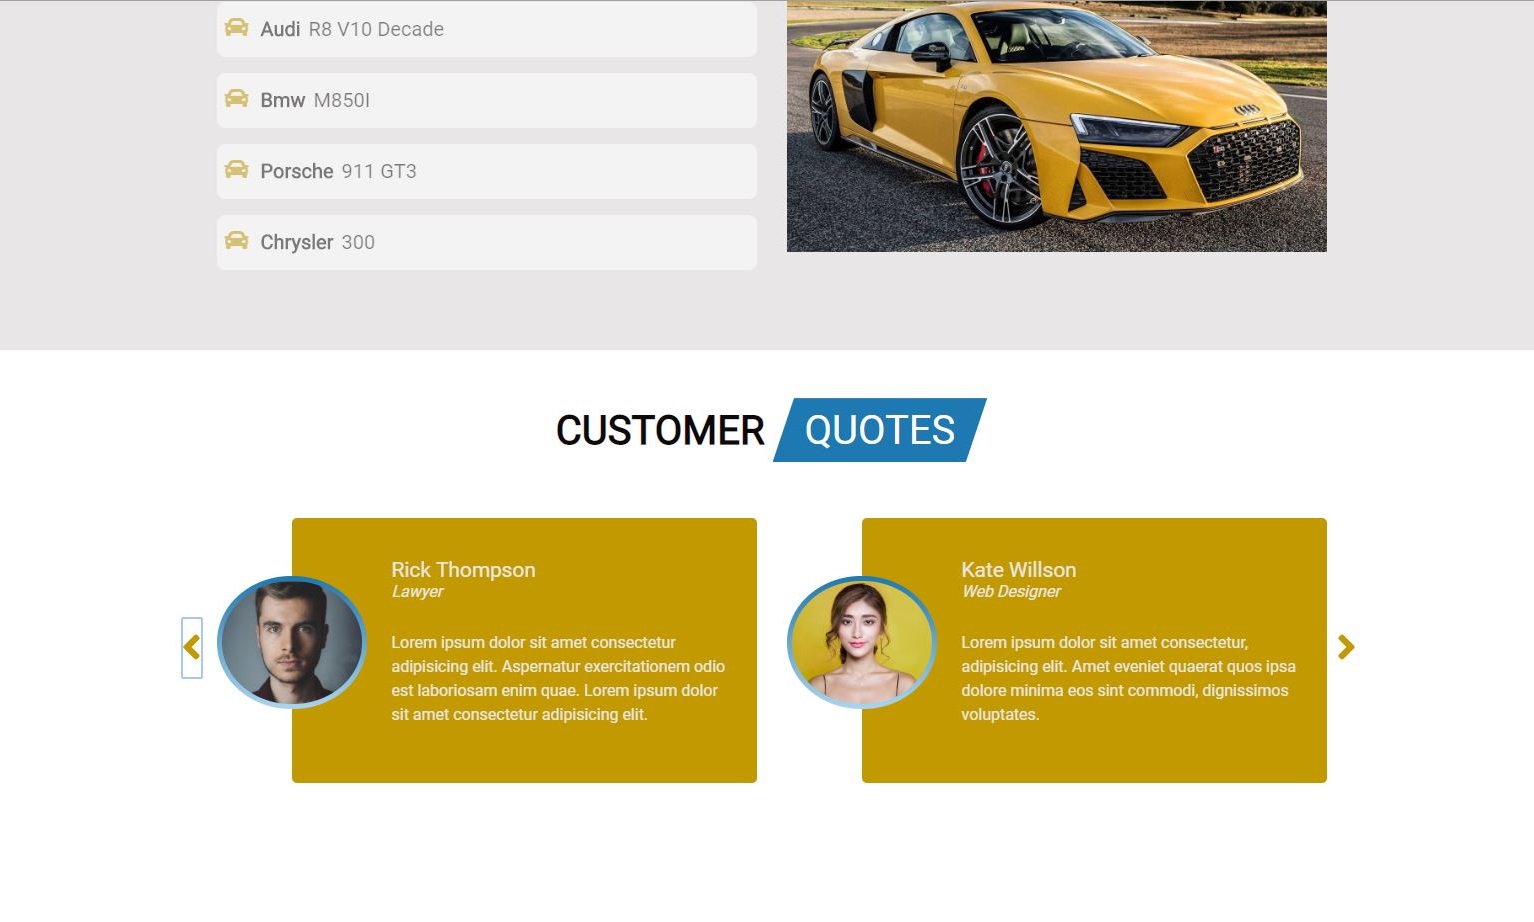 Audi R8 V10 Decade
Bmw M850I
Porsche 911 GT3
Chrysler 300
CUSTOMER QUOTES
Rick Thompson
Lawyer
Lorem ipsum dolor sit amet consectetur
adipisicing elit. Aspernatur exercitationem odio
est laboriosam enim quae. Lorem ipsum dolor
sit amet consectetur adipisicing elit.
Kate Willson
Web Designer
Lorem ipsum dolor sit amet consectetur,
adipisicing elit. Amet eveniet quaerat quos ipsa
dolore minima eos sint commodi, dignissimos
voluptates.